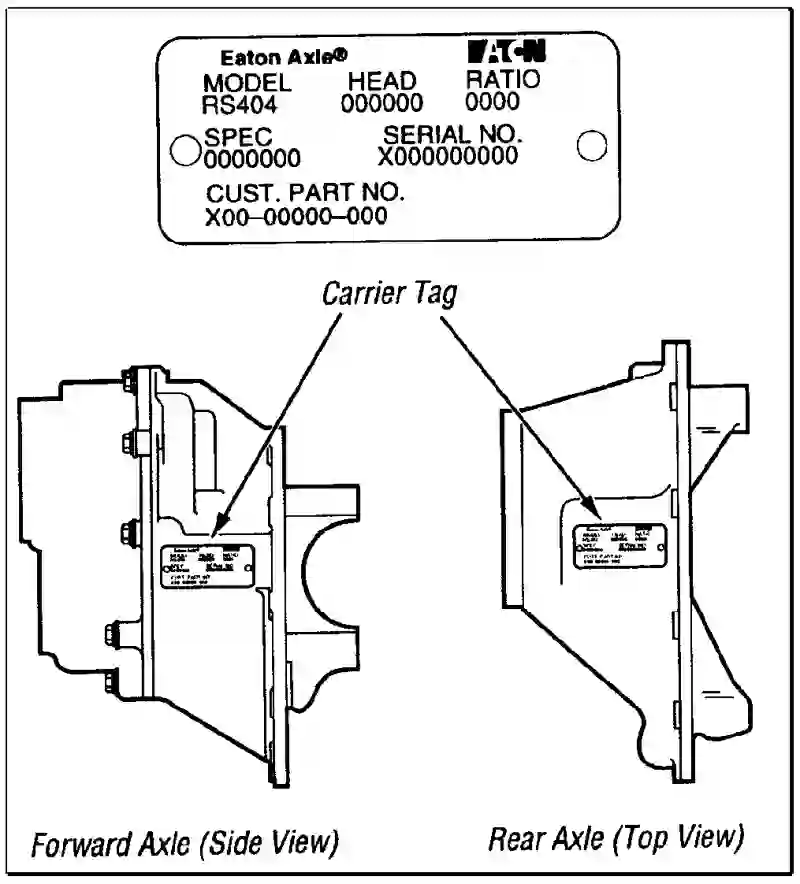 Eaton Axle® EATON
MODEL HEAD RATIO
RS404 000000 0000
SPEC SERIAL NO.
0000000 X000000000
CUST. PART NO.
X00-00000-000
Carrier Tag
Forward Axle (Side View)
Rear Axle (Top View)